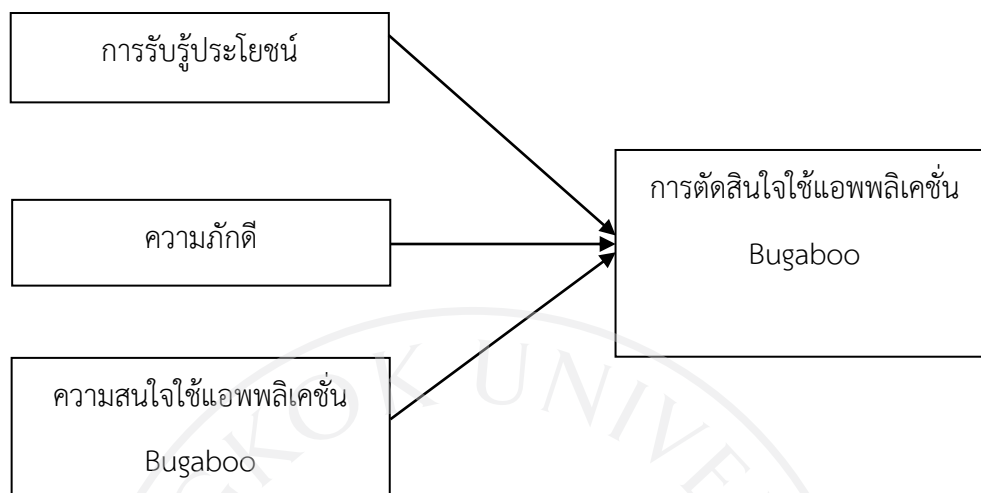 การรับรู้ประโยชน์
ความภักดี
ความสนใจใช้แอพพลิเคชั่น
Bugaboo
การตัดสินใจใช้แอพพลิเคชั่น
Bugaboo
GKOK UNIVE